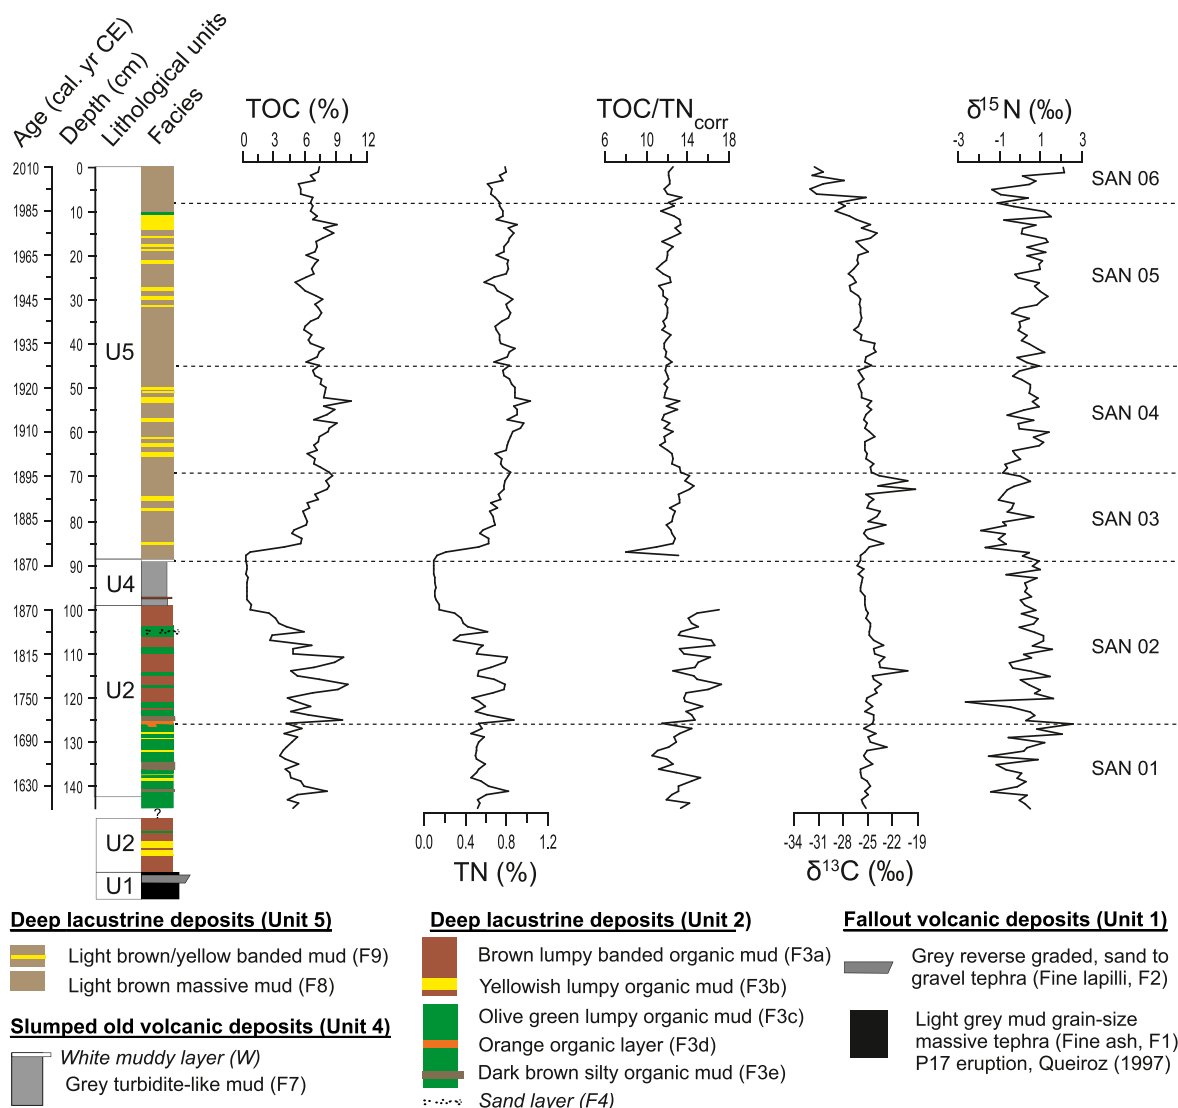 Age (cal. yr CE)
Depth (cm)
Lithological units
Facies
TOC (%)
0 3 6 9 12
TOC/TNcorr
6 10 14 18
δ15N (‰)
-3 -1 1 3
2010 0
1985 10
1965 20
1945 30
1935 40
1920 50
1910 60
1895 70
1885 80
1870 90
1870 100
1815 110
1750 120
1690 130
1630 140
U5
U4
U2
?
U2
U1
SAN 06
SAN 05
SAN 04
SAN 03
SAN 02
SAN 01
0.0 0.4 0.8 1.2
TN (%)
-34 -31 -28 -25 -22 -19
δ13C (‰)
Deep lacustrine deposits (Unit 5)
Light brown/yellow banded mud (F9)
Light brown massive mud (F8)
Slumped old volcanic deposits (Unit 4)
White muddy layer (W)
Grey turbidite-like mud (F7)
Deep lacustrine deposits (Unit 2)
Brown lumpy banded organic mud (F3a)
Yellowish lumpy organic mud (F3b)
Olive green lumpy organic mud (F3c)
Orange organic layer (F3d)
Dark brown silty organic mud (F3e)
Sand layer (F4)
Fallout volcanic deposits (Unit 1)
Grey reverse graded, sand to
gravel tephra (Fine lapilli, F2)
Light grey mud grain-size
massive tephra (Fine ash, F1)
P17 eruption, Queiroz (1997)